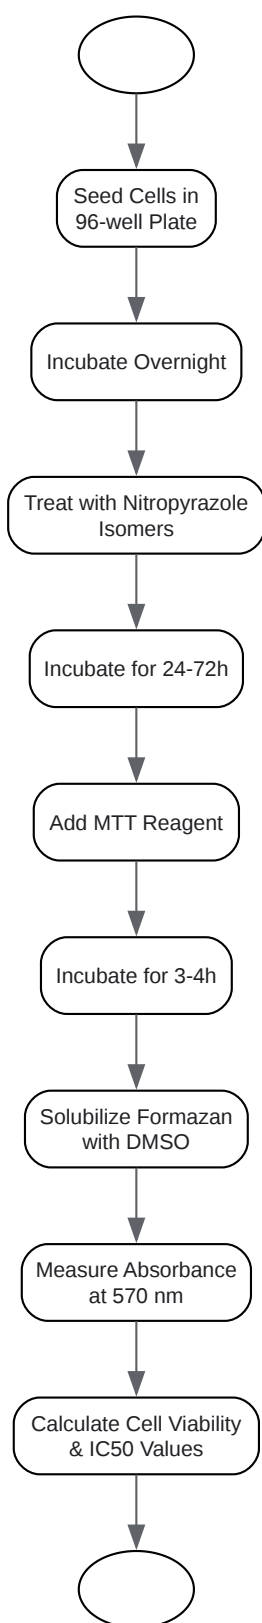 Seed Cells in
96-well Plate
Incubate Overnight
Treat with Nitropyrazole
Isomers
Incubate for 24-72h
Add MTT Reagent
Incubate for 3-4h
Solubilize Formazan
with DMSO
Measure Absorbance
at 570 nm
Calculate Cell Viability
& IC50 Values